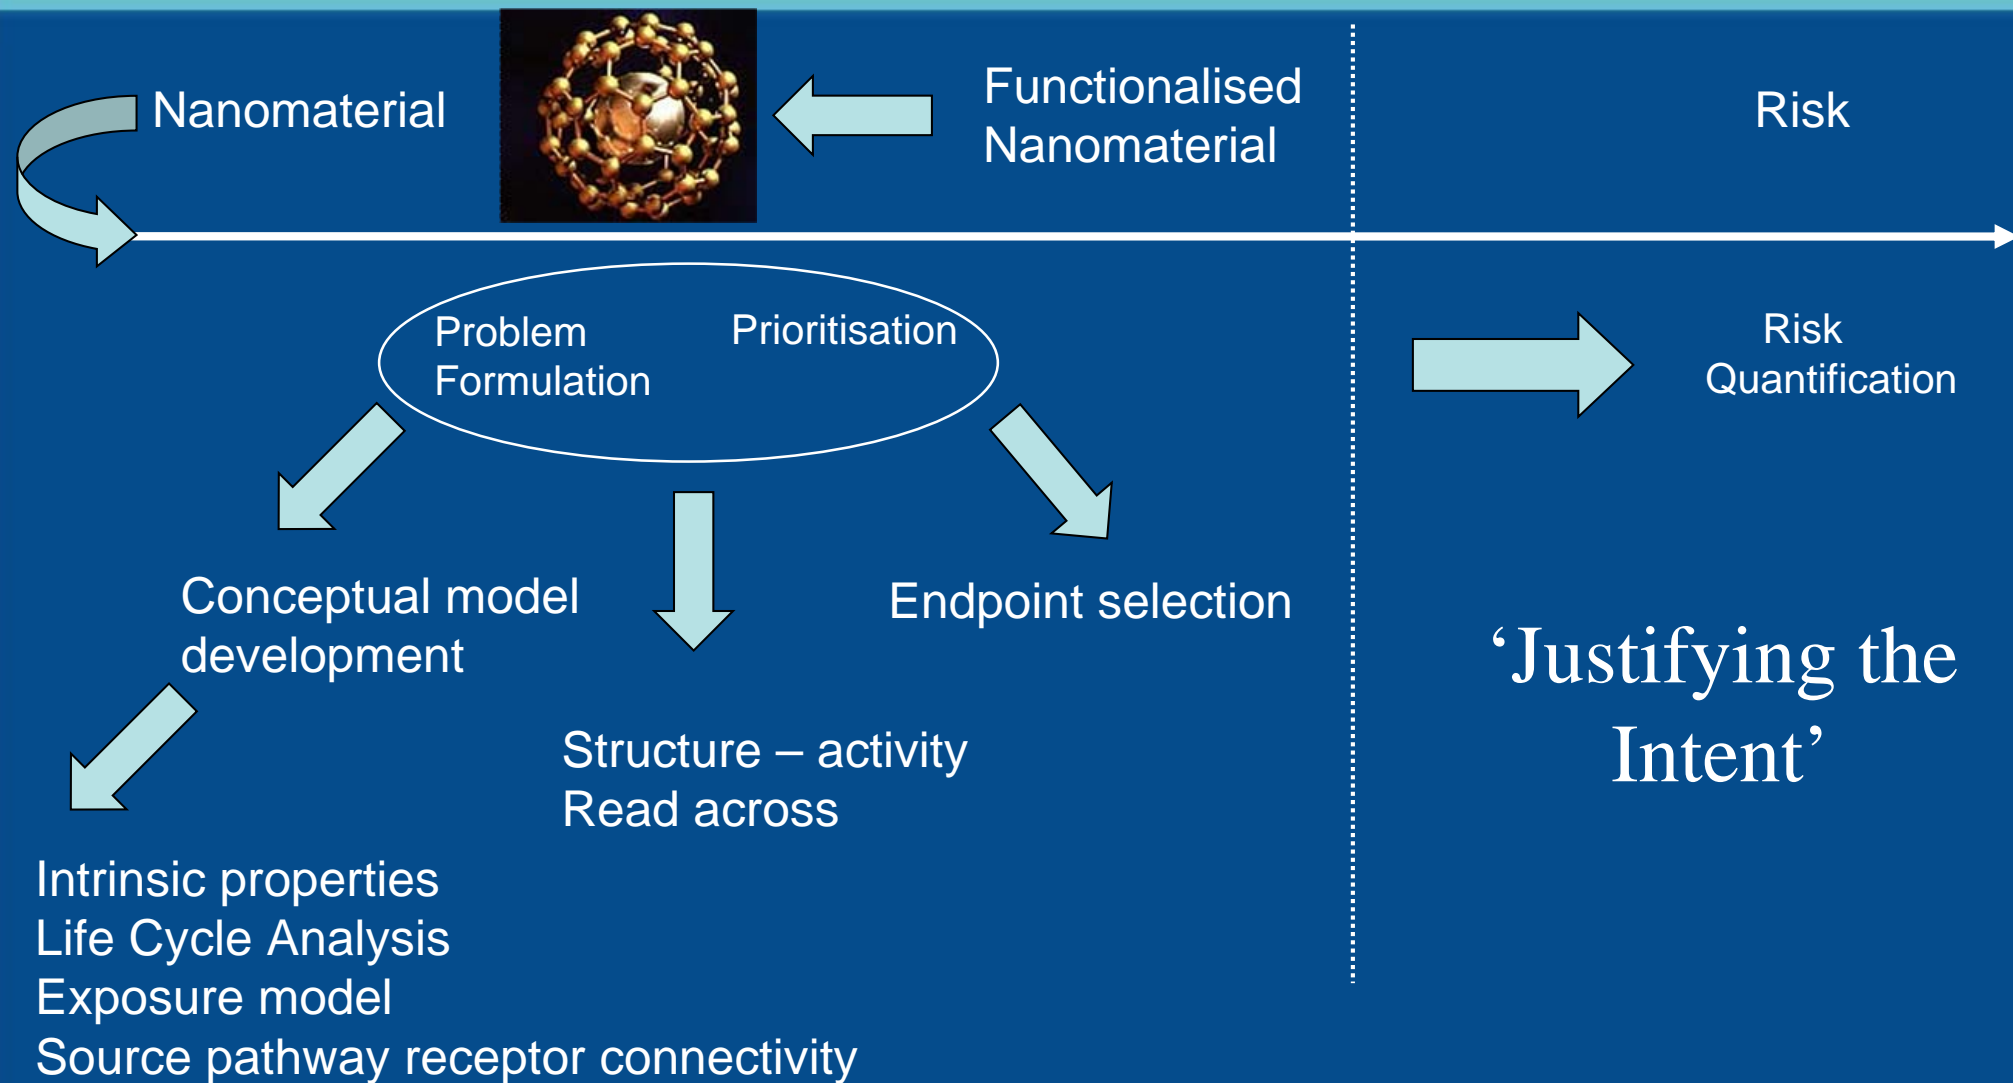 Nanomaterial
Functionalised
Nanomaterial
Risk
Problem
Formulation
Prioritisation
Risk
Quantification
Conceptual model
development
Endpoint selection
Structure – activity
Read across
‘Justifying the
Intent’
Intrinsic properties
Life Cycle Analysis
Exposure model
Source pathway receptor connectivity